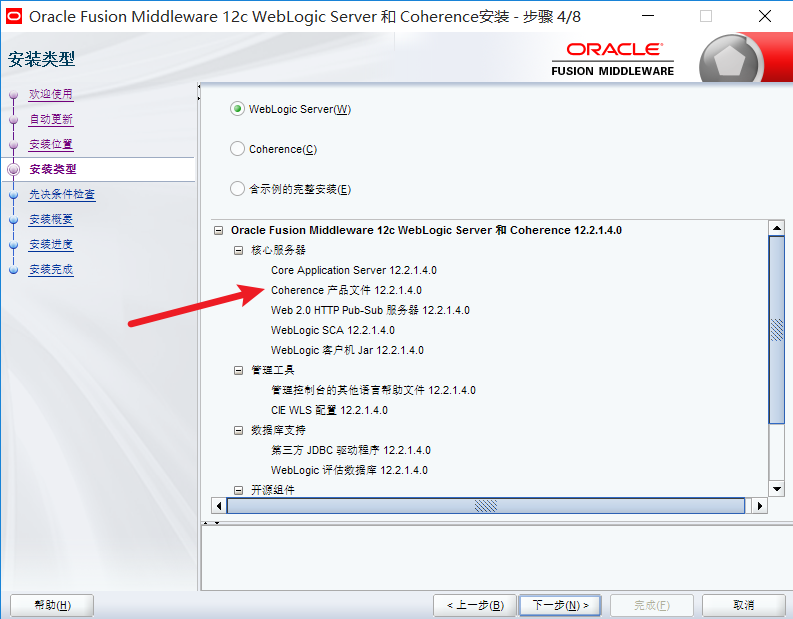 Oracle Fusion Middleware 12c WebLogic Server 和 Coherence安装 - 步骤 4/8
安装类型
ORACLE
FUSION MIDDLEWARE
欢迎使用
自动更新
安装位置
安装类型
先决条件检查
安装概要
安装进度
安装完成
WebLogic Server(W)
Coherence(C)
含示例的完整安装(E)
Oracle Fusion Middleware 12c WebLogic Server 和 Coherence 12.2.1.4.0
核心服务器
Core Application Server 12.2.1.4.0
Coherence 产品文件 12.2.1.4.0
Web 2.0 HTTP Pub-Sub 服务器 12.2.1.4.0
WebLogic SCA 12.2.1.4.0
WebLogic 客户机 Jar 12.2.1.4.0
管理工具
管理控制台的其他语言帮助文件 12.2.1.4.0
CIE WLS 配置 12.2.1.4.0
数据库支持
第三方 JDBC 驱动程序 12.2.1.4.0
WebLogic 评估数据库 12.2.1.4.0
开源组件
帮助(H)
< 上一步(B)
下一步(N) >
完成(F)
取消